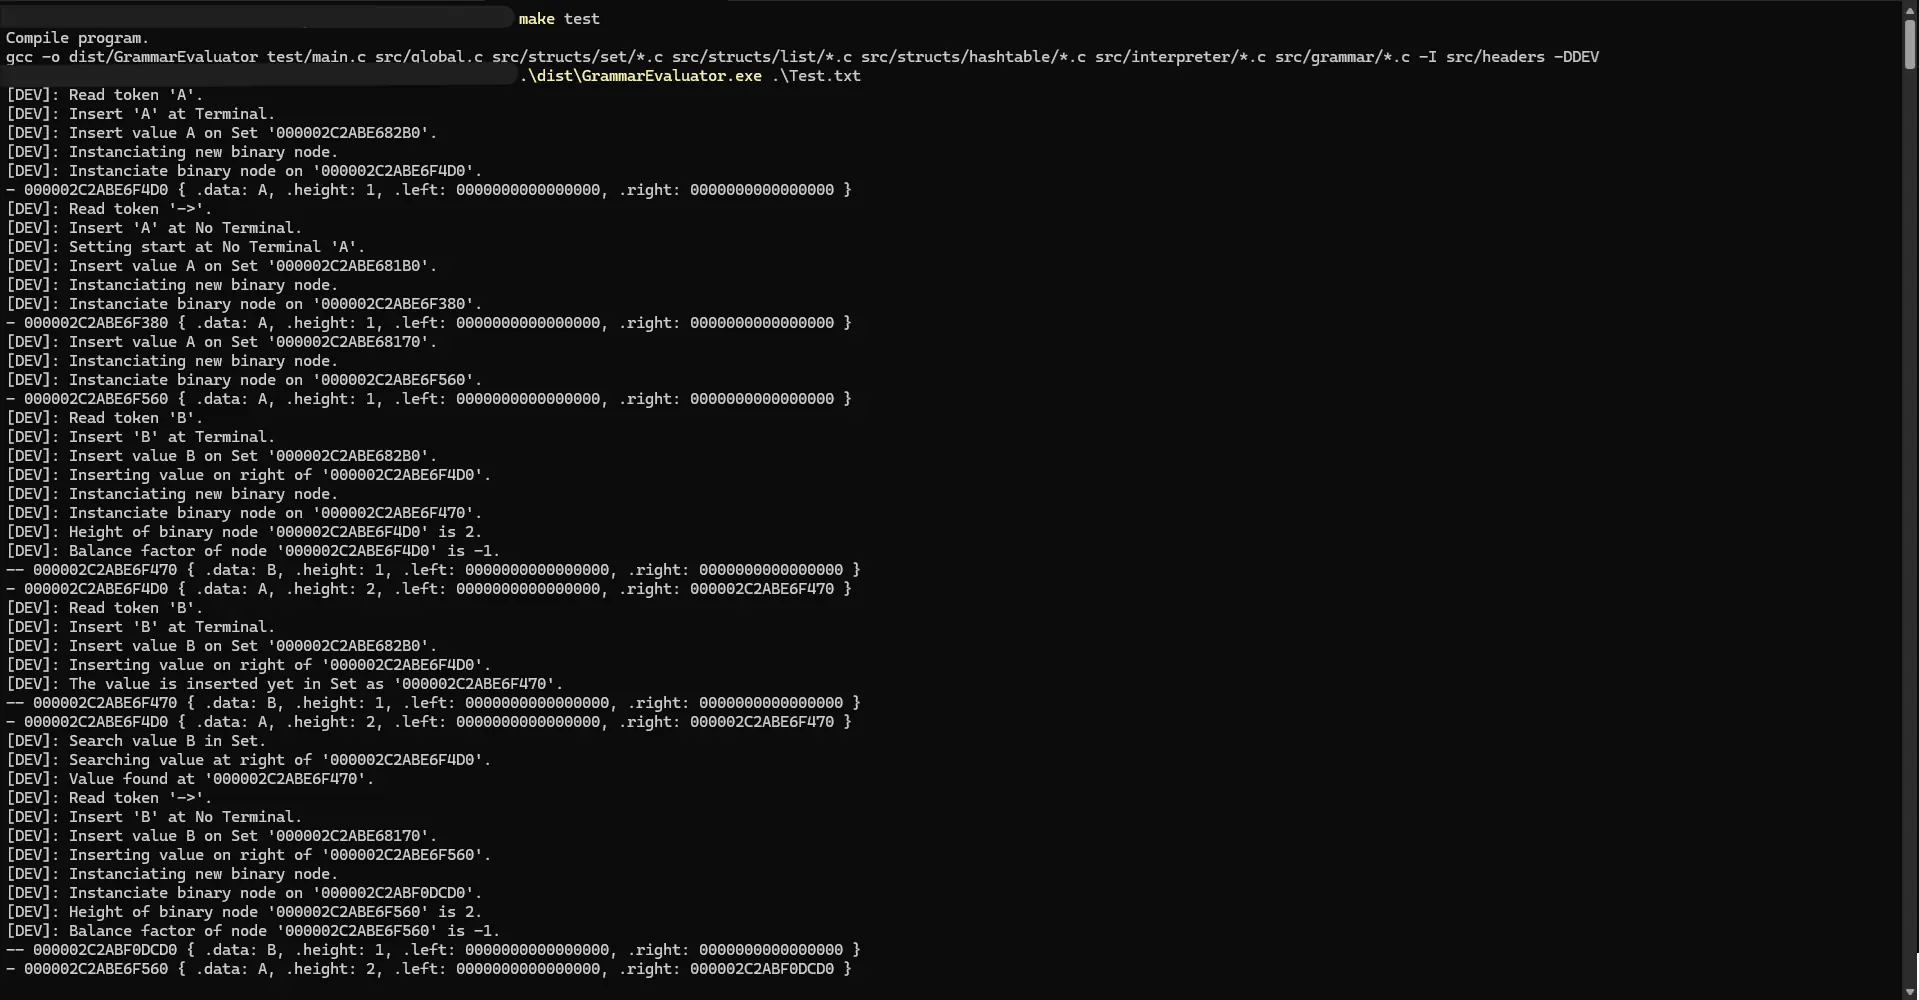 make test
Compile program.
gcc -o dist/GrammarEvaluator test/main.c src/global.c src/structs/set/*.c src/structs/list/*.c src/structs/hashtable/*.c src/interpreter/*.c src/grammar/*.c -I src/headers -DDEV
.\dist\GrammarEvaluator.exe .\Test.txt
[DEV]: Read token 'A'.
[DEV]: Insert 'A' at Terminal.
[DEV]: Insert value A on Set '000002C2ABE682B0'.
[DEV]: Instanciating new binary node.
[DEV]: Instanciate binary node on '000002C2ABE6F4D0'.
- 000002C2ABE6F4D0 { .data: A, .height: 1, .left: 0000000000000000, .right: 0000000000000000 }
[DEV]: Read token '->'.
[DEV]: Insert 'A' at No Terminal.
[DEV]: Setting start at No Terminal 'A'.
[DEV]: Insert value A on Set '000002C2ABE681B0'.
[DEV]: Instanciating new binary node.
[DEV]: Instanciate binary node on '000002C2ABE6F380'.
- 000002C2ABE6F380 { .data: A, .height: 1, .left: 0000000000000000, .right: 0000000000000000 }
[DEV]: Insert value A on Set '000002C2ABE68170'.
[DEV]: Instanciating new binary node.
[DEV]: Instanciate binary node on '000002C2ABE6F560'.
- 000002C2ABE6F560 { .data: A, .height: 1, .left: 0000000000000000, .right: 0000000000000000 }
[DEV]: Read token 'B'.
[DEV]: Insert 'B' at Terminal.
[DEV]: Insert value B on Set '000002C2ABE682B0'.
[DEV]: Inserting value on right of '000002C2ABE6F4D0'.
[DEV]: Instanciating new binary node.
[DEV]: Instanciate binary node on '000002C2ABE6F470'.
[DEV]: Height of binary node '000002C2ABE6F4D0' is 2.
[DEV]: Balance factor of node '000002C2ABE6F4D0' is -1.
-- 000002C2ABE6F470 { .data: B, .height: 1, .left: 0000000000000000, .right: 0000000000000000 }
- 000002C2ABE6F4D0 { .data: A, .height: 2, .left: 0000000000000000, .right: 000002C2ABE6F470 }
[DEV]: Read token 'B'.
[DEV]: Insert 'B' at Terminal.
[DEV]: Insert value B on Set '000002C2ABE682B0'.
[DEV]: Inserting value on right of '000002C2ABE6F4D0'.
[DEV]: The value is inserted yet in Set as '000002C2ABE6F470'.
-- 000002C2ABE6F470 { .data: B, .height: 1, .left: 0000000000000000, .right: 0000000000000000 }
- 000002C2ABE6F4D0 { .data: A, .height: 2, .left: 0000000000000000, .right: 000002C2ABE6F470 }
[DEV]: Search value B in Set.
[DEV]: Searching value at right of '000002C2ABE6F4D0'.
[DEV]: Value found at '000002C2ABE6F470'.
[DEV]: Read token '->'.
[DEV]: Insert 'B' at No Terminal.
[DEV]: Insert value B on Set '000002C2ABE68170'.
[DEV]: Inserting value on right of '000002C2ABE6F560'.
[DEV]: Instanciating new binary node.
[DEV]: Instanciate binary node on '000002C2ABF0DCD0'.
[DEV]: Height of binary node '000002C2ABE6F560' is 2.
[DEV]: Balance factor of node '000002C2ABE6F560' is -1.
-- 000002C2ABF0DCD0 { .data: B, .height: 1, .left: 0000000000000000, .right: 0000000000000000 }
- 000002C2ABE6F560 { .data: A, .height: 2, .left: 0000000000000000, .right: 000002C2ABF0DCD0 }